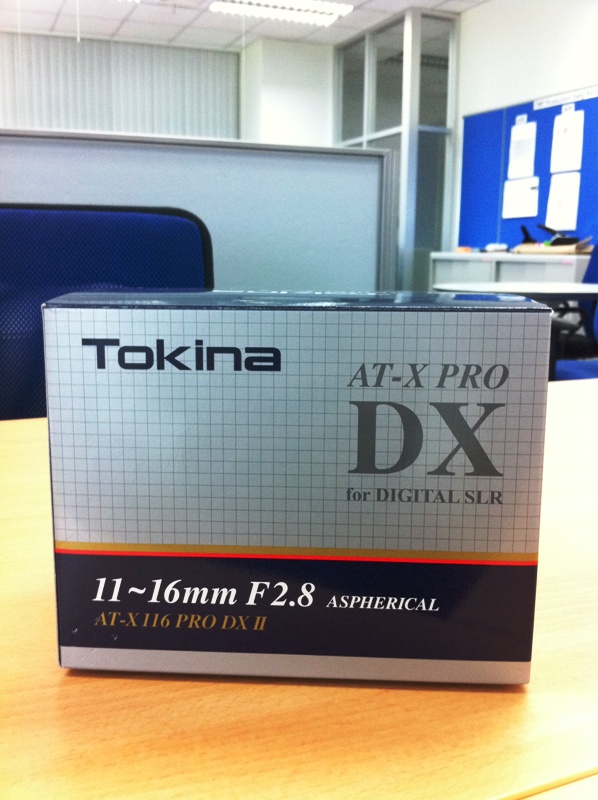 Tokina
AT-X PRO
DX
for DIGITAL SLR
11~16mm F2.8 ASPHERICAL
AT-X 116 PRO DX II